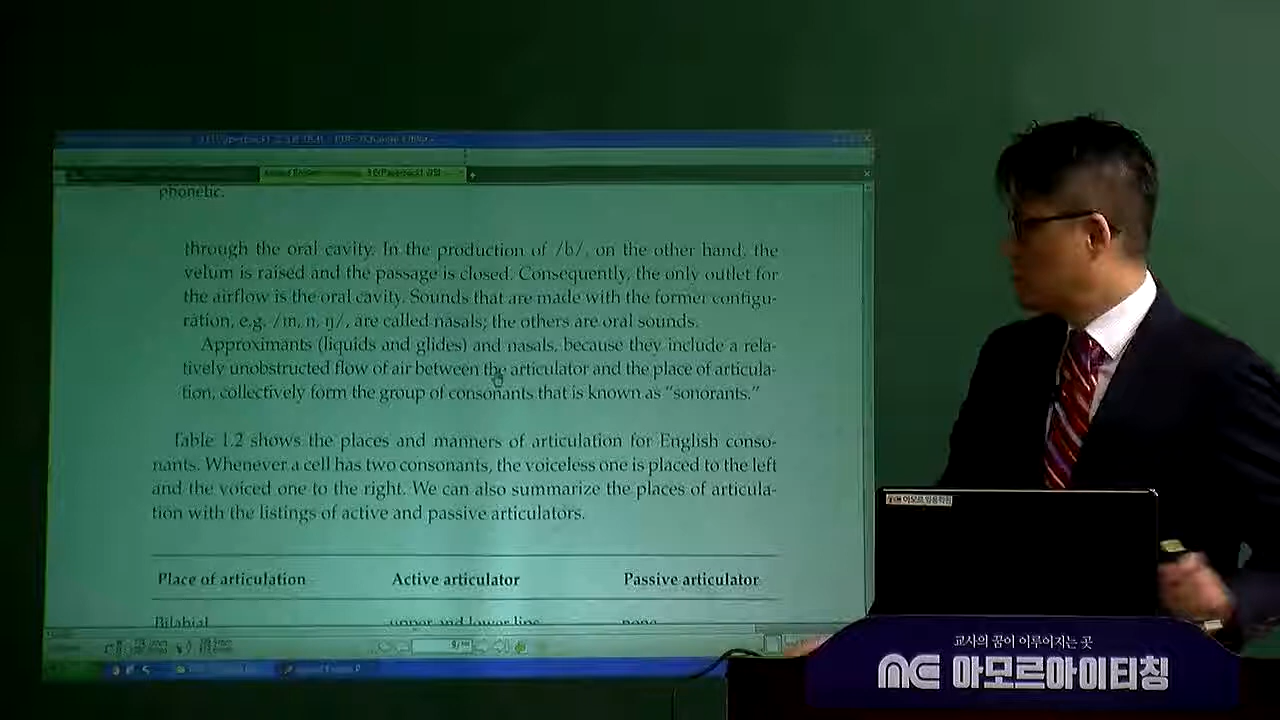 phonetic.
through the oral cavity. In the production of /b/, on the other hand, the
velum is raised and the passage is closed. Consequently, the only outlet for
the airflow is the oral cavity. Sounds that are made with the former configu-
ration, e.g. /m, n, ŋ/, are called nasals; the others are oral sounds.
Approximants (liquids and glides) and nasals, because they include a rela-
tively unobstructed flow of air between the articulator and the place of articula-
tion, collectively form the group of consonants that is known as “sonorants.”
Table 1.2 shows the places and manners of articulation for English conso-
nants. Whenever a cell has two consonants, the voiceless one is placed to the left
and the voiced one to the right. We can also summarize the places of articula-
tion with the listings of active and passive articulators.
Place of articulation Active articulator Passive articulator
Bilabial upper and lower lips none
교사의 꿈이 이루어지는 곳
아모르아이티칭